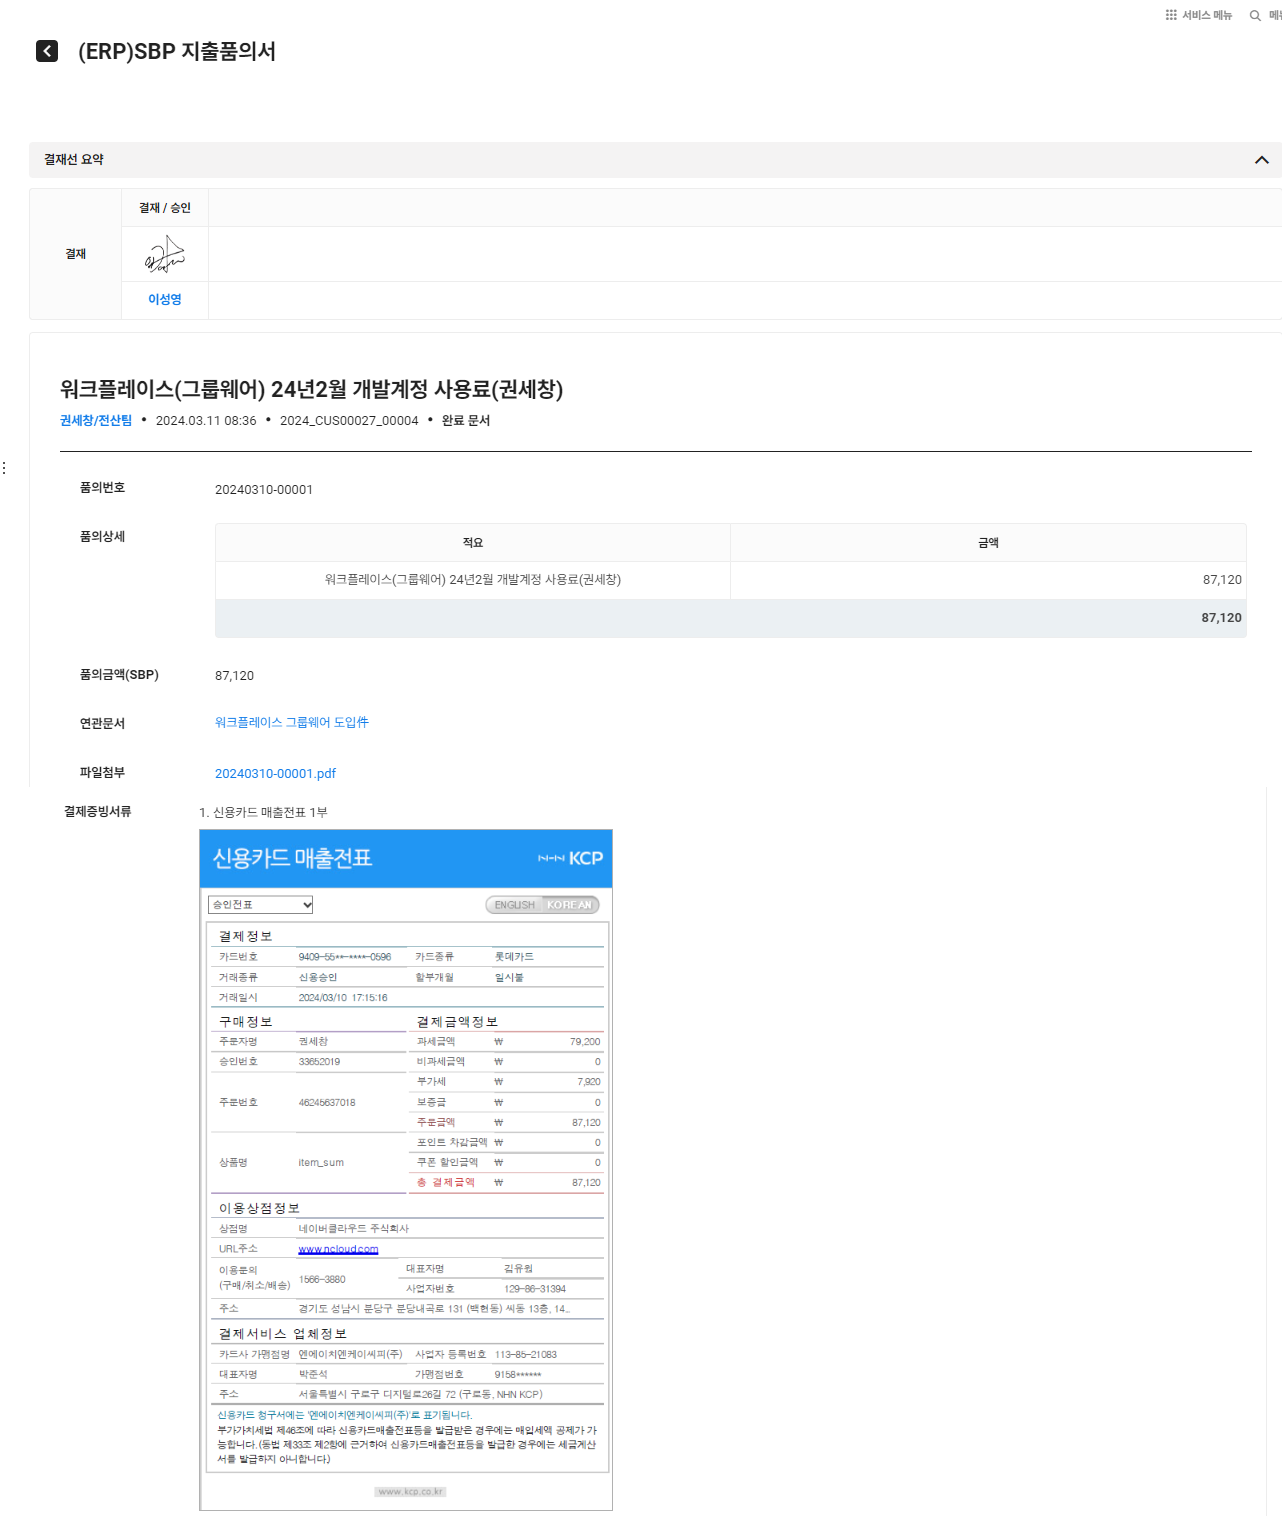 서비스 메뉴
(ERP)SBP 지출품의서
결재선 요약
결재 / 승인
결재
이성영
워크플레이스(그룹웨어) 24년2월 개발계정 사용료(권세창)
권세창/전산팀 • 2024.03.11 08:36 • 2024_CUS00027_00004 • 완료 문서
품의번호 20240310-00001
품의상세 적요 금액
워크플레이스(그룹웨어) 24년2월 개발계정 사용료(권세창) 87,120
87,120
품의금액(SBP) 87,120
연관문서 워크플레이스 그룹웨어 도입件
파일첨부 20240310-00001.pdf
결제증빙서류 1. 신용카드 매출전표 1부
신용카드 매출전표 NHN KCP
승인전표 ENGLISH KOREAN
결제정보
카드번호 9409-55**-****-0596 카드종류 롯데카드
거래종류 신용승인 할부개월 일시불
거래일시 2024/03/10 17:15:16
구매정보 결제금액정보
주문자명 권세창 과세금액 ₩ 79,200
승인번호 33652019 비과세금액 ₩ 0
부가세 ₩ 7,920
주문번호 46245637018 보증금 ₩ 0
주문금액 ₩ 87,120
포인트 차감금액 ₩ 0
상품명 item_sum 쿠폰 할인금액 ₩ 0
총 결제금액 ₩ 87,120
이용상점정보
상점명 네이버클라우드 주식회사
URL주소 www.ncloud.com
이용문의 대표자명 김유원
(구매/취소/배송) 1566-3880 사업자번호 129-86-31394
주소 경기도 성남시 분당구 분당내곡로 131 (백현동) 씨동 13층, 14..
결제서비스 업체정보
카드사 가맹점명 엔에이치엔케이씨피(주) 사업자 등록번호 113-85-21083
대표자명 박준석 가맹점번호 9158******
주소 서울특별시 구로구 디지털로26길 72 (구로동, NHN KCP)
신용카드 청구서에는 '엔에이치엔케이씨피(주)'로 표기됩니다.
부가가치세법 제46조에 따라 신용카드매출전표등을 발급받은 경우에는 매입세액 공제가 가
능합니다. (동법 제33조 제2항에 근거하여 신용카드매출전표등을 발급한 경우에는 세금계산
서를 발급하지 아니합니다.)
www.kcp.co.kr